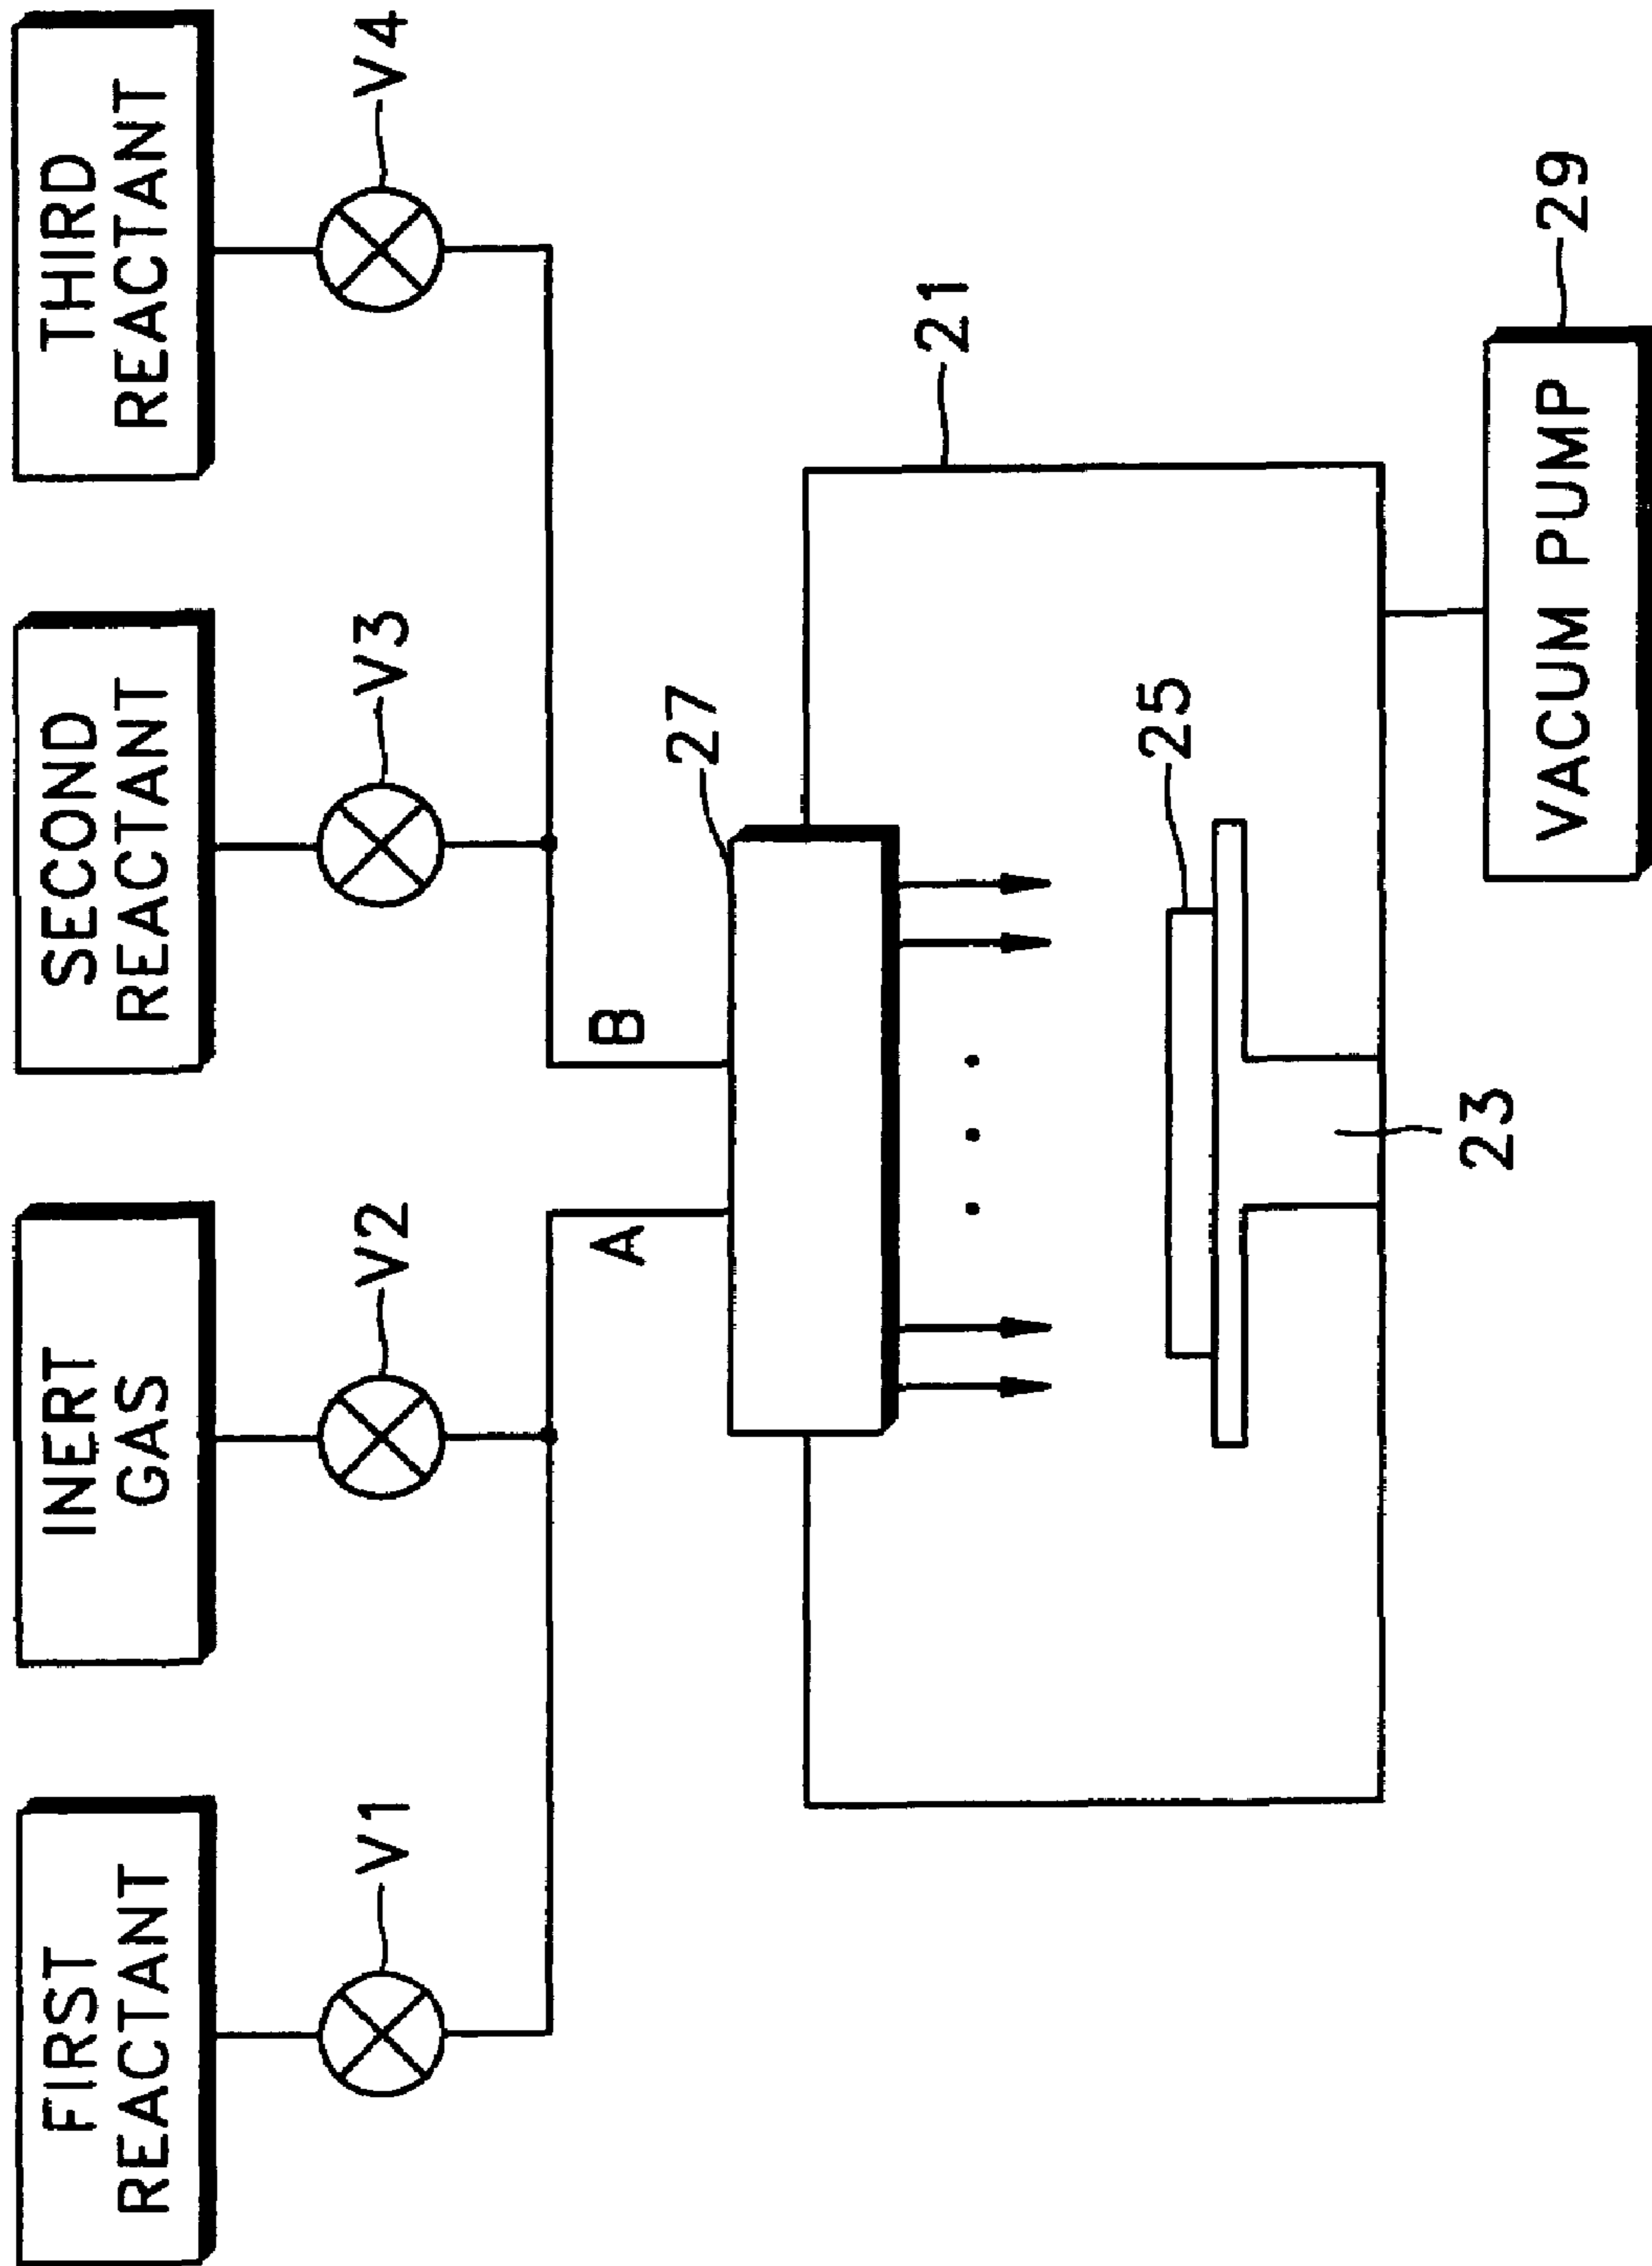 FIRST
REACTANT
INERT
GAS
SECOND
REACTANT
THIRD
REACTANT
V1
V2
V3
V4
A
B
27
21
25
23
VACUM PUMP
29